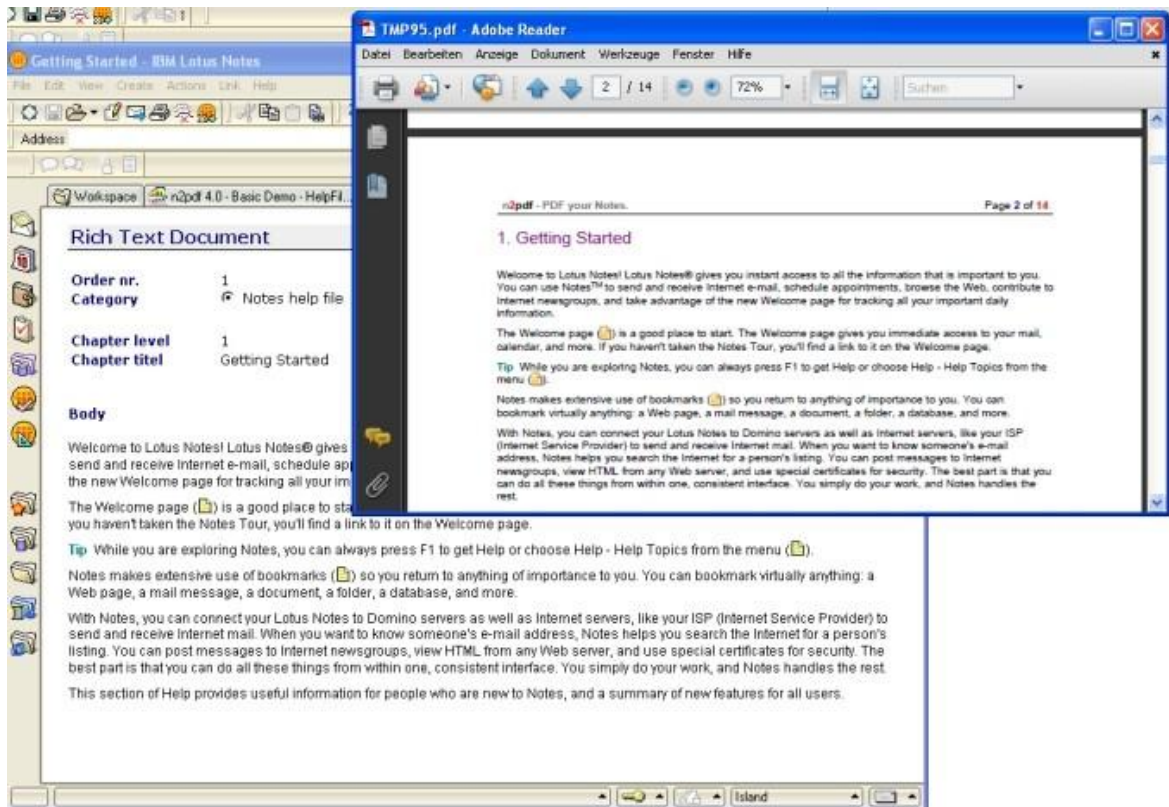 Getting Started - IBM Lotus Notes
File Edit View Create Actions Link Help
Address
Workspace n2pdf 4.0 - Basic Demo - HelpFil...
Rich Text Document
Order nr. 1
Category Notes help file
Chapter level 1
Chapter titel Getting Started
Body
Welcome to Lotus Notes! Lotus Notes® gives
send and receive Internet e-mail, schedule app
the new Welcome page for tracking all your im
The Welcome page () is a good place to sta
you haven't taken the Notes Tour, you'll find a link to it on the Welcome page.
Tip While you are exploring Notes, you can always press F1 to get Help or choose Help - Help Topics from the menu ().
Notes makes extensive use of bookmarks () so you return to anything of importance to you. You can bookmark virtually anything: a
Web page, a mail message, a document, a folder, a database, and more.
With Notes, you can connect your Lotus Notes to Domino servers as well as Internet servers, like your ISP (Internet Service Provider) to
send and receive Internet mail. When you want to know someone's e-mail address, Notes helps you search the Internet for a person's
listing. You can post messages to Internet newsgroups, view HTML from any Web server, and use special certificates for security. The
best part is that you can do all these things from within one, consistent interface. You simply do your work, and Notes handles the rest.
This section of Help provides useful information for people who are new to Notes, and a summary of new features for all users.
Island
TMP95.pdf - Adobe Reader
Datei Bearbeiten Anzeige Dokument Werkzeuge Fenster Hilfe
2 / 14 72% Suchen
n2pdf - PDF your Notes. Page 2 of 14
1. Getting Started
Welcome to Lotus Notes! Lotus Notes® gives you instant access to all the information that is important to you.
You can use Notes™ to send and receive Internet e-mail, schedule appointments, browse the Web, contribute to
Internet newsgroups, and take advantage of the new Welcome page for tracking all your important daily
information.
The Welcome page () is a good place to start. The Welcome page gives you immediate access to your mail,
calendar, and more. If you haven't taken the Notes Tour, you'll find a link to it on the Welcome page.
Tip While you are exploring Notes, you can always press F1 to get Help or choose Help - Help Topics from the
menu ().
Notes makes extensive use of bookmarks () so you return to anything of importance to you. You can
bookmark virtually anything: a Web page, a mail message, a document, a folder, a database, and more.
With Notes, you can connect your Lotus Notes to Domino servers as well as Internet servers, like your ISP
(Internet Service Provider) to send and receive Internet mail. When you want to know someone's e-mail
address, Notes helps you search the Internet for a person's listing. You can post messages to Internet
newsgroups, view HTML from any Web server, and use special certificates for security. The best part is that you
can do all these things from within one, consistent interface. You simply do your work, and Notes handles the
rest.